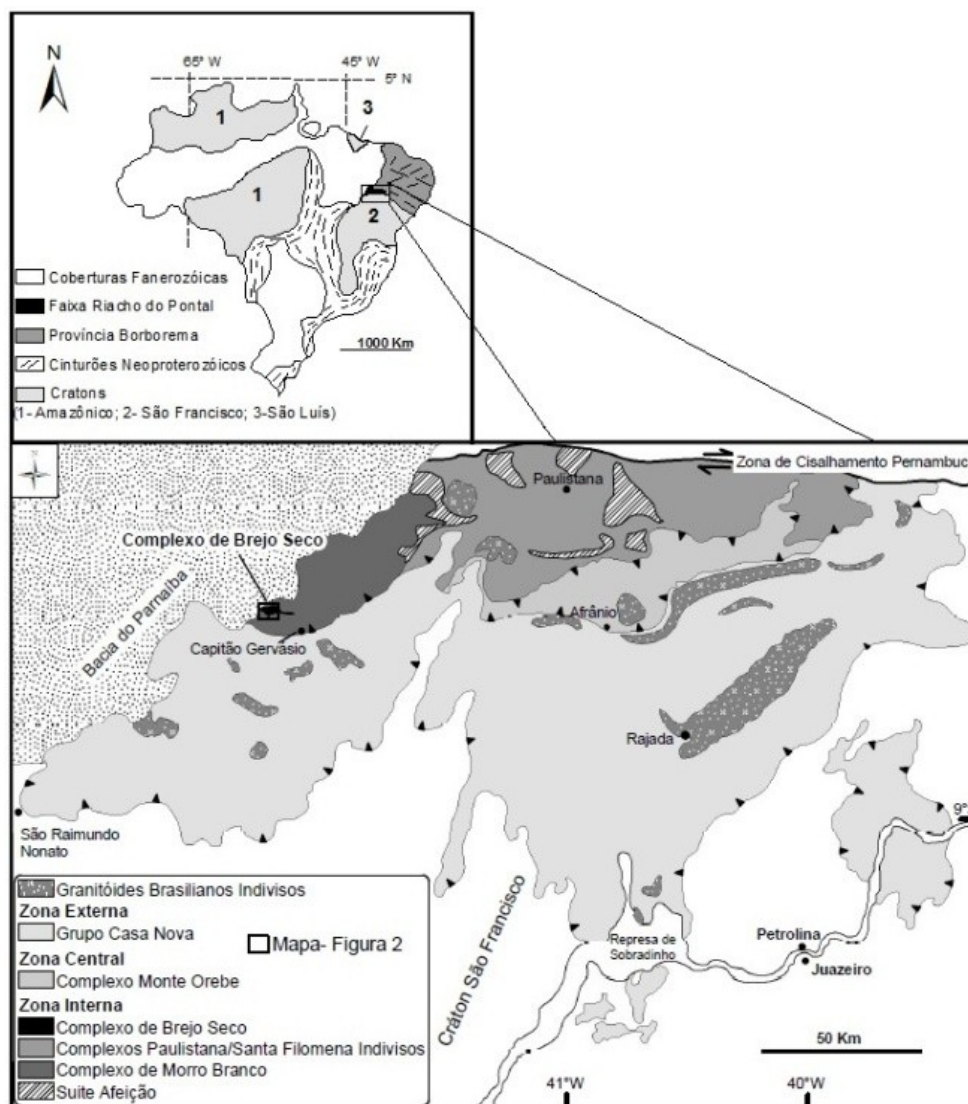 N
65° W
45° W
5° N
3
1
1
2
Coberturas Fanerozóicas
Faixa Riacho do Pontal
Província Borborema
Cinturões Neoproterozóicos
1000 Km
Cratons
(1- Amazônico; 2- São Francisco; 3-São Luís)
Zona de Cisalhamento Pernambuc
Paulistana
Complexo de Brejo Seco
Bacia do Parnaíba
Afrânio
Capitão Gervasio
Rajada
São Raimundo
Nonato
9°
Cráton São Francisco
Represa de
Sobradinho
Petrolina
Juazeiro
Granitóides Brasilianos Indivisos
Zona Externa
Grupo Casa Nova
Mapa- Figura 2
Zona Central
Complexo Monte Orebe
Zona Interna
Complexo de Brejo Seco
Complexos Paulistana/Santa Filomena Indivisos
Complexo de Morro Branco
Suite Afeição
50 Km
41°W
40°W